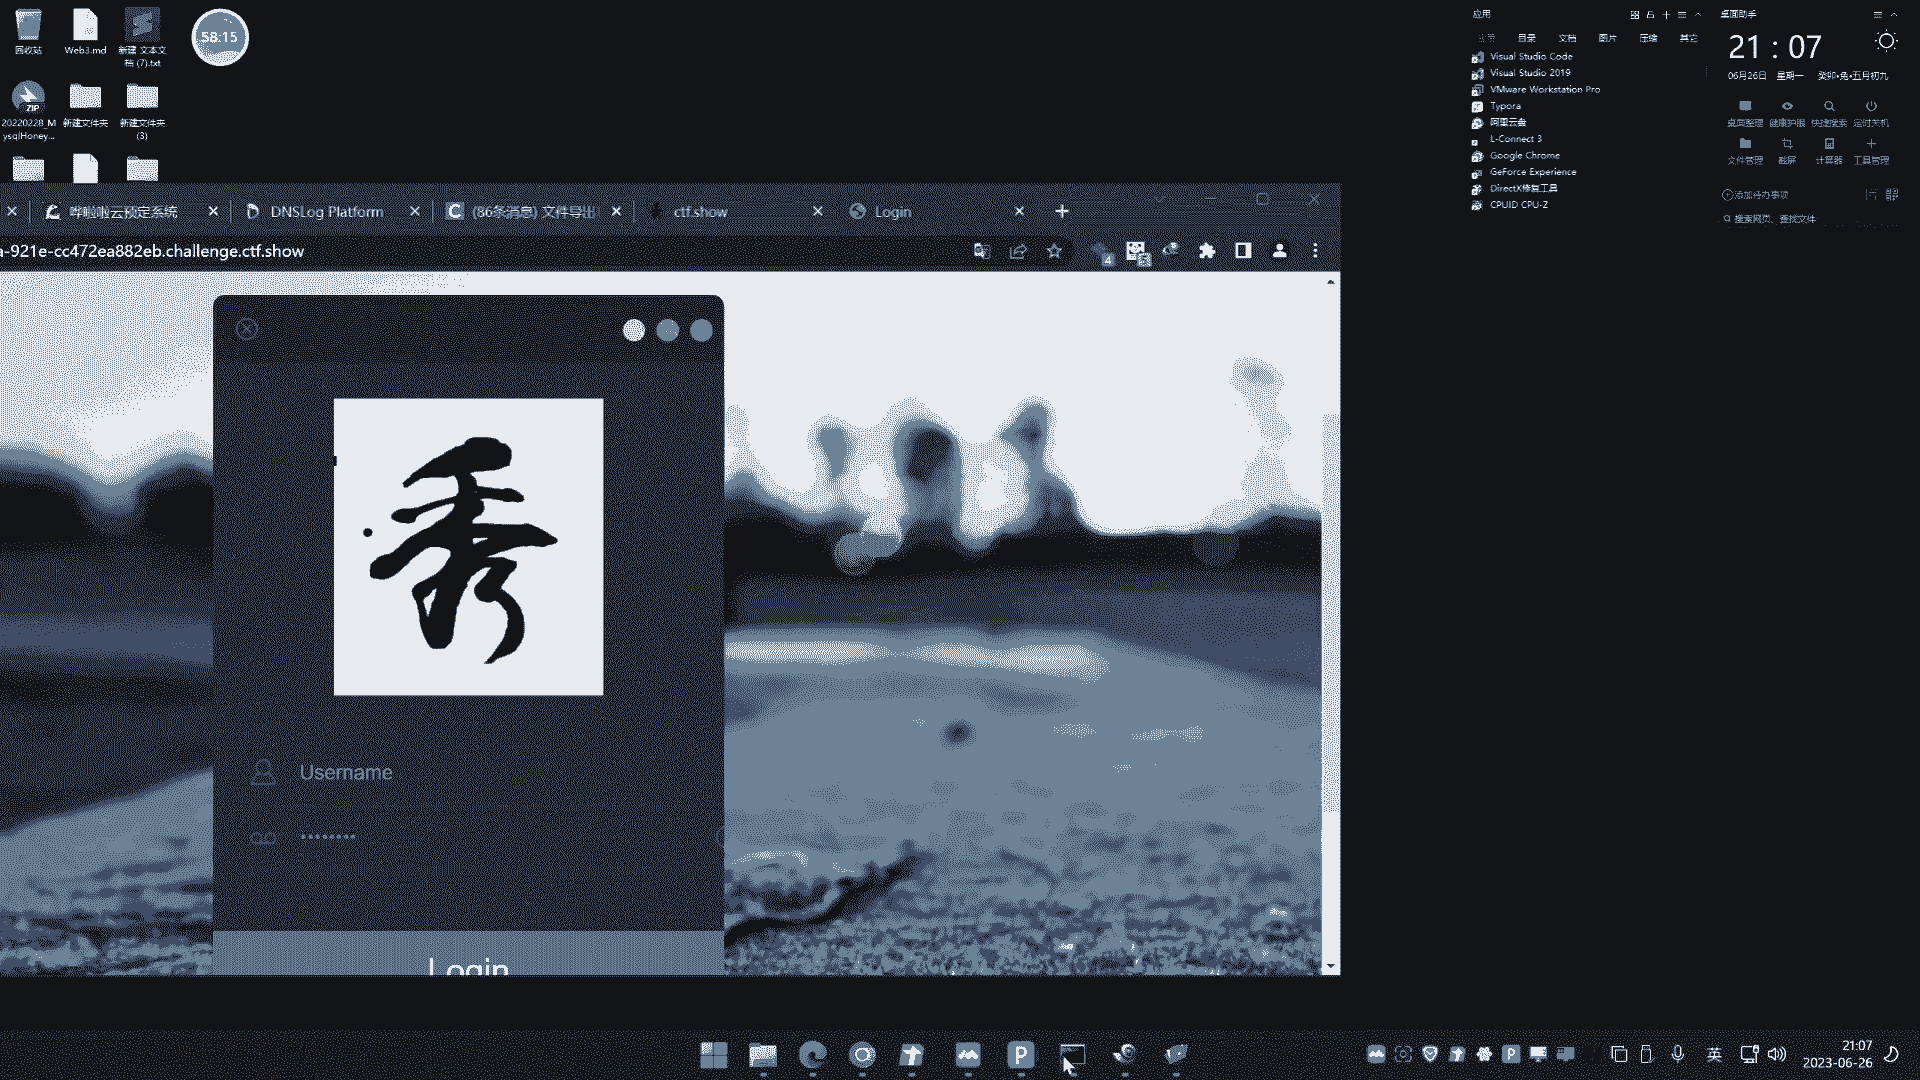 回收站
Web3.md
新建 文本文
档 (7).txt
58:15
ZIP
20220228_M
ysqlHoney...
新建文件夹
新建文件夹
(3)
应用
目录
文档
图片
压缩
其它
Visual Studio Code
Visual Studio 2019
VMware Workstation Pro
Typora
阿里云盘
L-Connect 3
Google Chrome
GeForce Experience
DirectX修复工具
CPUID CPU-Z
桌面助手
21 : 07
06月26日 星期一 癸卯•兔•五月初九
桌面整理 健康护眼 快捷搜索 定时关机
文件管理 截屏 计算器 工具管理
添加待办事项
搜索网页、查找文件
哗啦啦云预定系统
DNSLog Platform
C (86条消息) 文件导出
ctf.show
Login
a-921e-cc472ea882eb.challenge.ctf.show
4
秀
Username
Login
P
P
英
21:07
2023-06-26